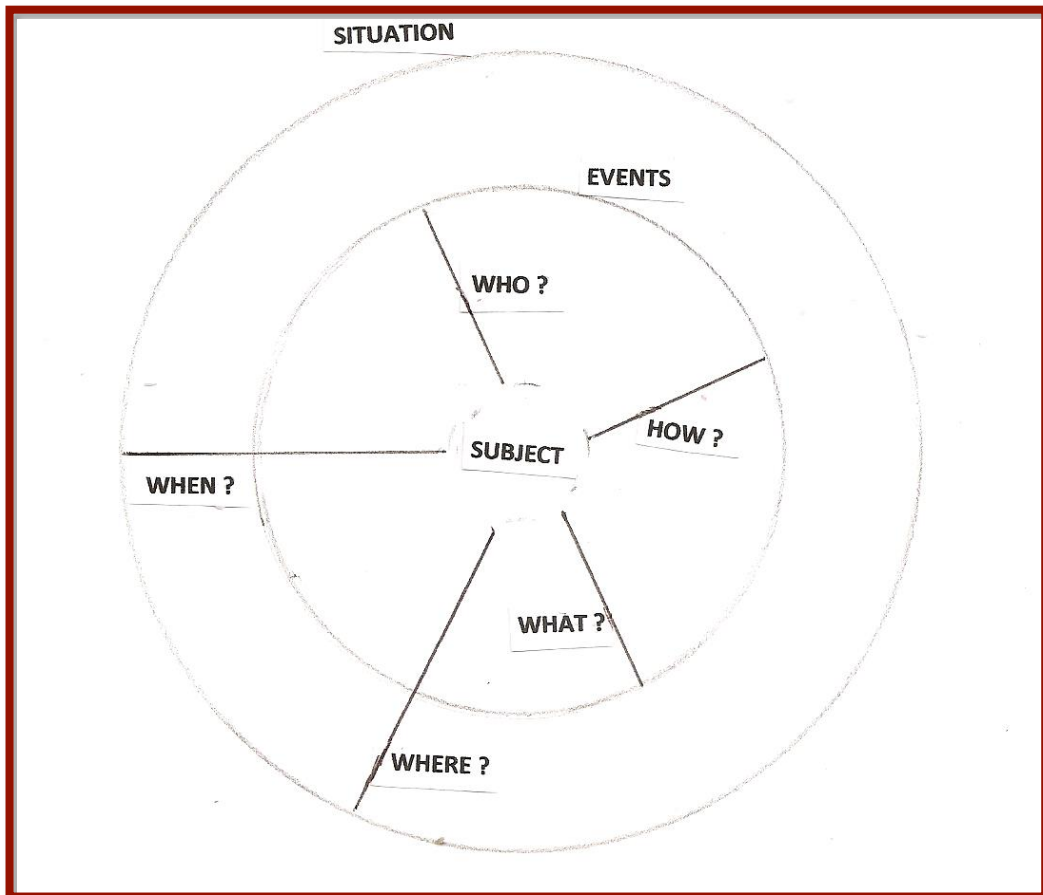 SITUATION
EVENTS
WHO ?
HOW ?
SUBJECT
WHEN ?
WHAT ?
WHERE ?